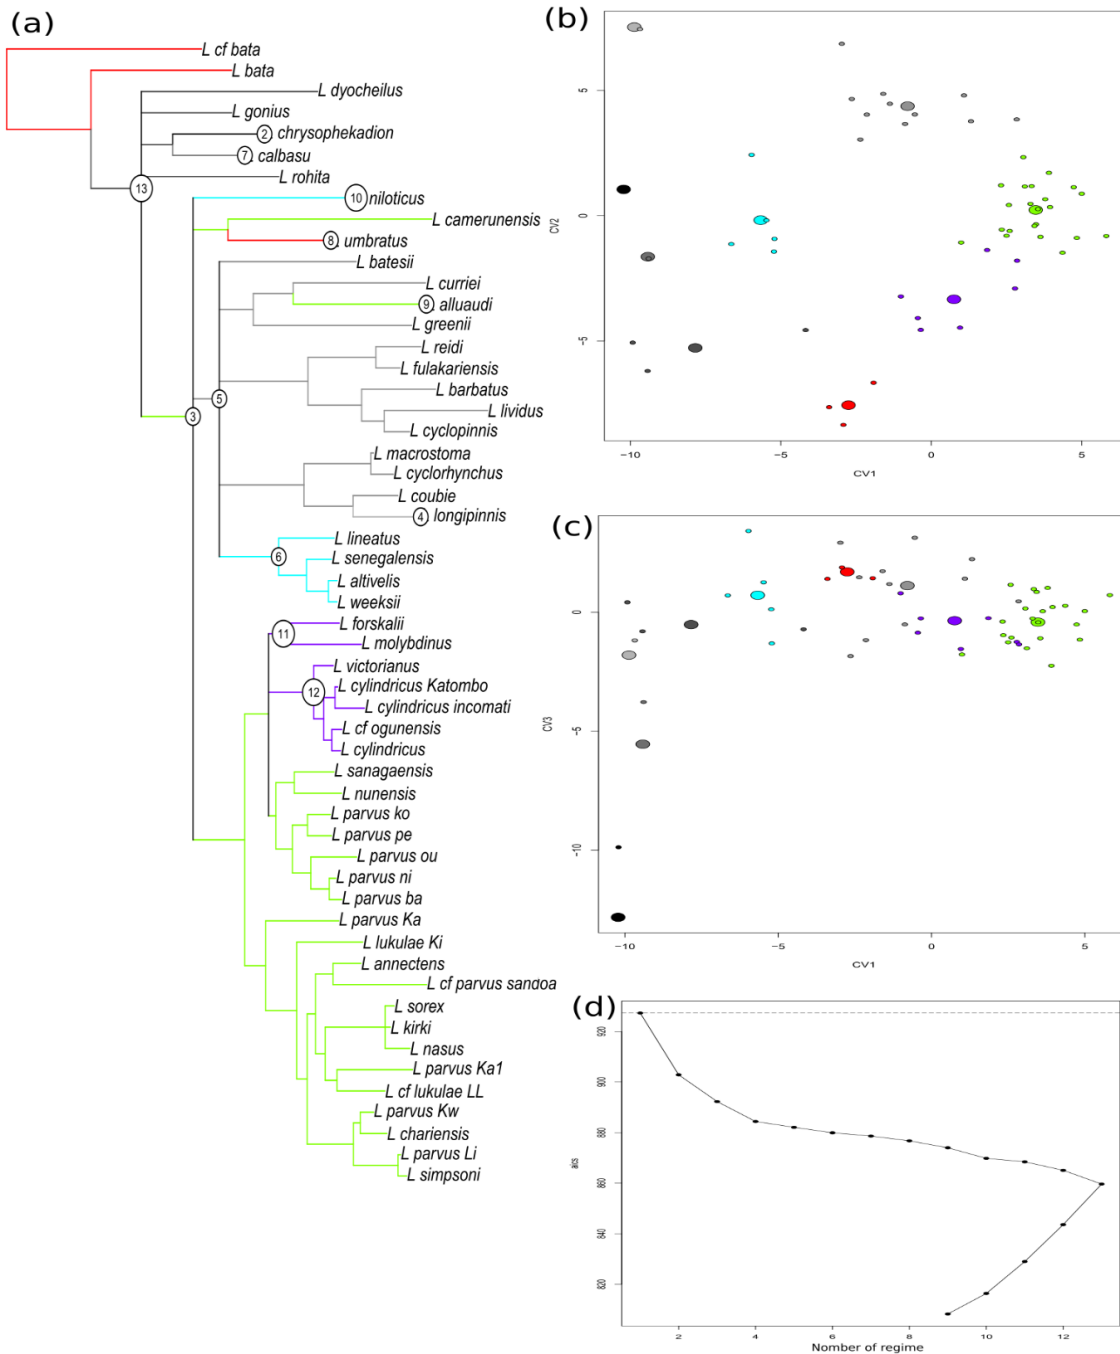 (a)
L cf bata
L bata
L dyocheilus
L gonius
2 chrysophekadion
7 calbasu
L rohita
13
10 niloticus
L camerunensis
8 umbratus
L batesii
L curriei
9 alluaudi
L greenii
L reidi
L fulakariensis
L barbatus
5
3
L lividus
L cyclopinnis
L macrostoma
L cyclorhynchus
L coubie
4 longipinnis
L lineatus
6
L senegalensis
L altivelis
L weeksii
L forskalii
11
L molybdinus
L victorianus
12
L cylindricus Katombo
L cylindricus incomati
L cf ogunensis
L cylindricus
L sanagaensis
L nunensis
L parvus ko
L parvus pe
L parvus ou
L parvus ni
L parvus ba
L parvus Ka
L lukulae Ki
L annectens
L cf parvus sandoa
L sorex
L kirki
L nasus
L parvus Ka1
L cf lukulae LL
L parvus Kw
L chariensis
L parvus Li
L simpsoni
(b)
5
0
−5
CV2
−10 −5 0 5
CV1
(c)
0
−5
−10
CV3
−10 −5 0 5
CV1
(d)
920
900
880
860
840
820
aics
2 4 6 8 10 12
Nomber of regime